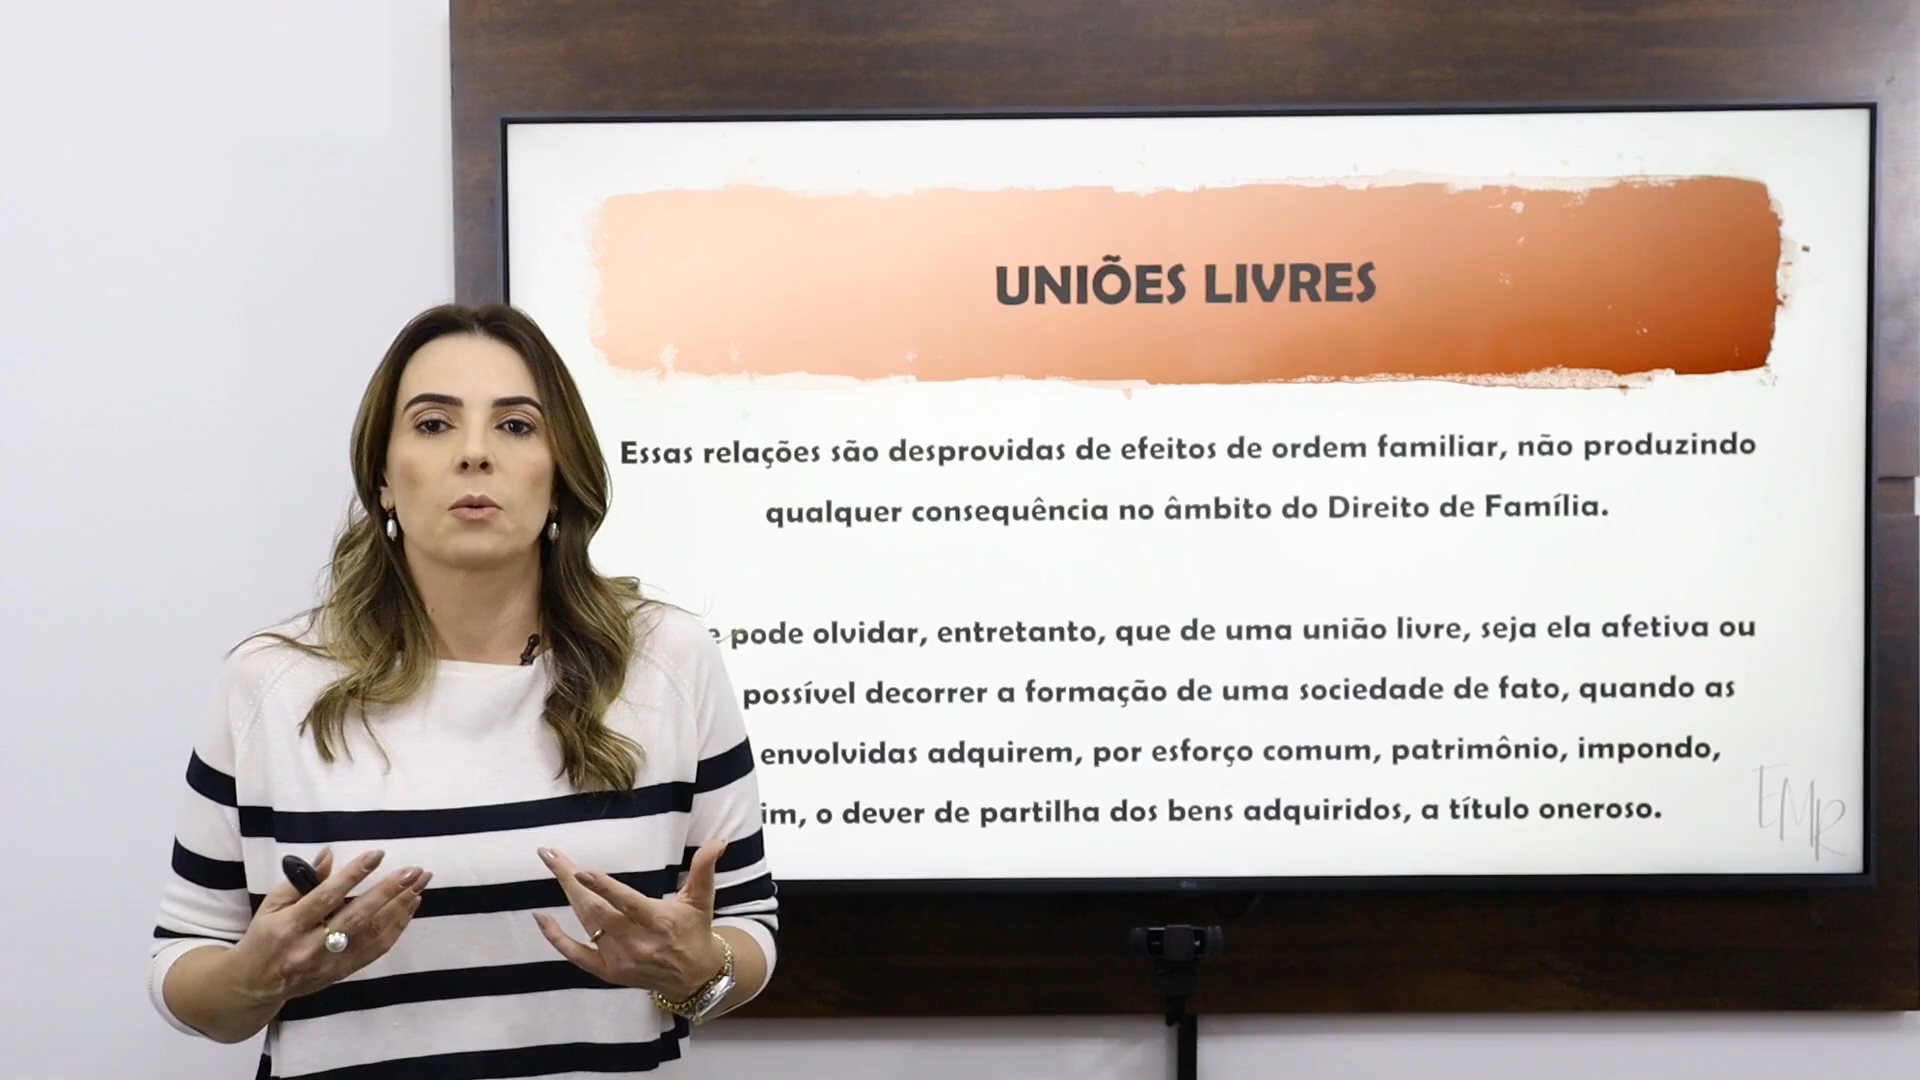 UNIÕES LIVRES
Essas relações são desprovidas de efeitos de ordem familiar, não produzindo
qualquer consequência no âmbito do Direito de Família.
pode olvidar, entretanto, que de uma união livre, seja ela afetiva ou
possível decorrer a formação de uma sociedade de fato, quando as
envolvidas adquirem, por esforço comum, patrimônio, impondo,
im, o dever de partilha dos bens adquiridos, a título oneroso.
EMR